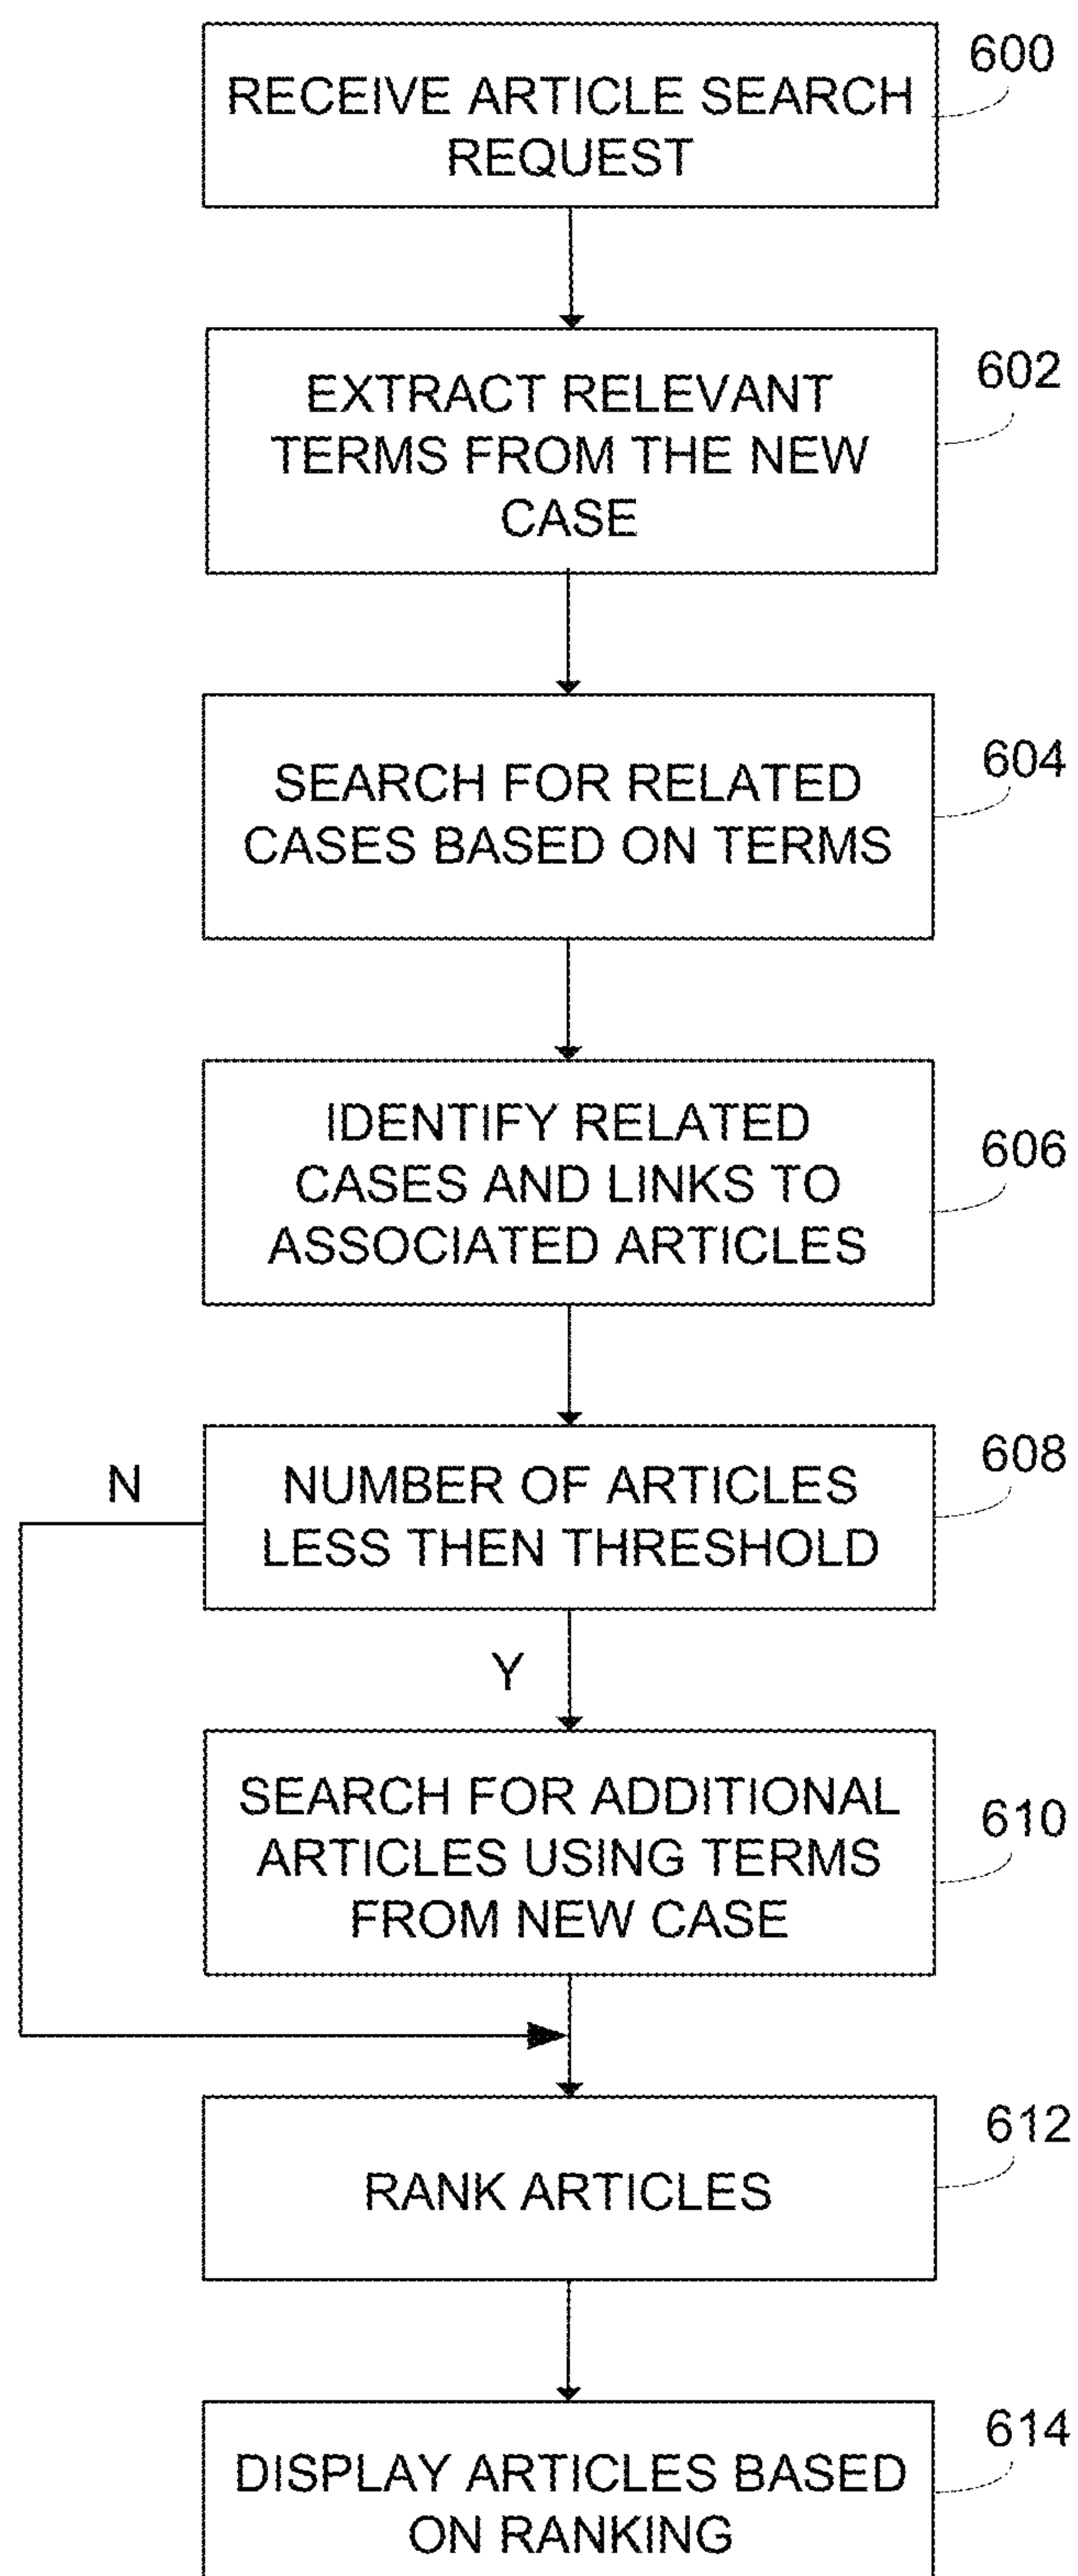 RECEIVE ARTICLE SEARCH
REQUEST
600
EXTRACT RELEVANT
TERMS FROM THE NEW
CASE
602
SEARCH FOR RELATED
CASES BASED ON TERMS
604
IDENTIFY RELATED
CASES AND LINKS TO
ASSOCIATED ARTICLES
606
NUMBER OF ARTICLES
LESS THEN THRESHOLD
608
N
Y
SEARCH FOR ADDITIONAL
ARTICLES USING TERMS
FROM NEW CASE
610
RANK ARTICLES
612
DISPLAY ARTICLES BASED
ON RANKING
614